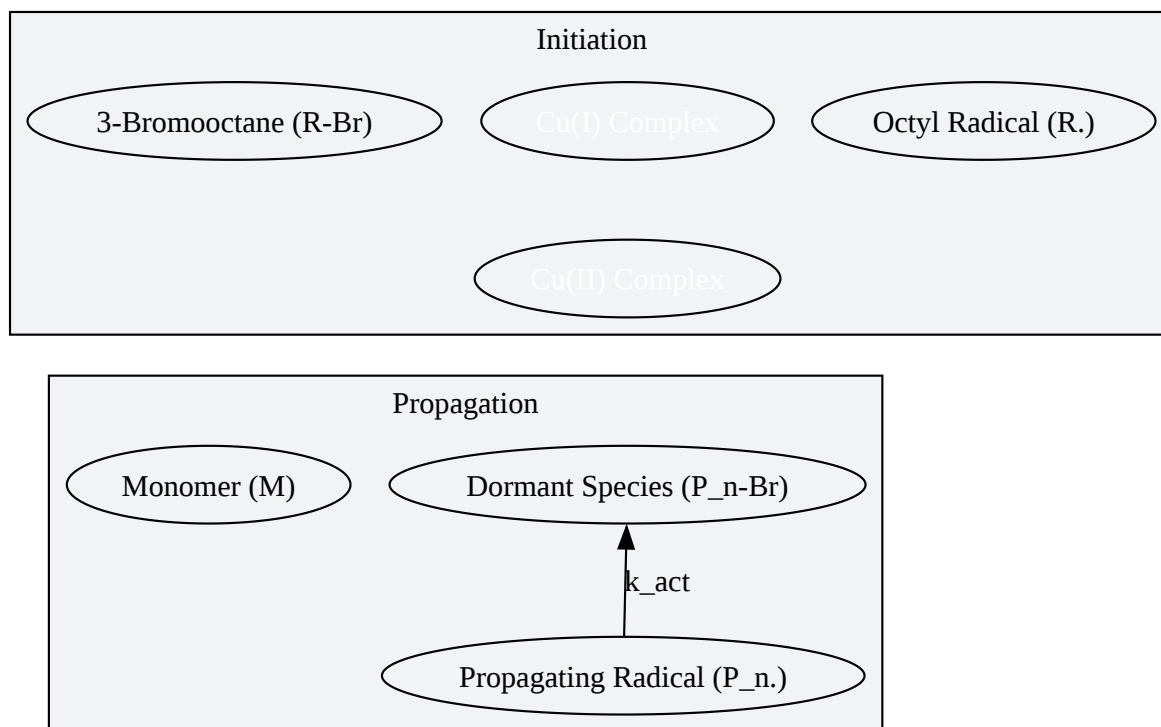 Initiation
3-Bromooctane (R-Br)
Cu(I) Complex
Octyl Radical (R.)
Cu(II) Complex
Propagation
Monomer (M)
Dormant Species (P_n-Br)
k_act
Propagating Radical (P_n.)